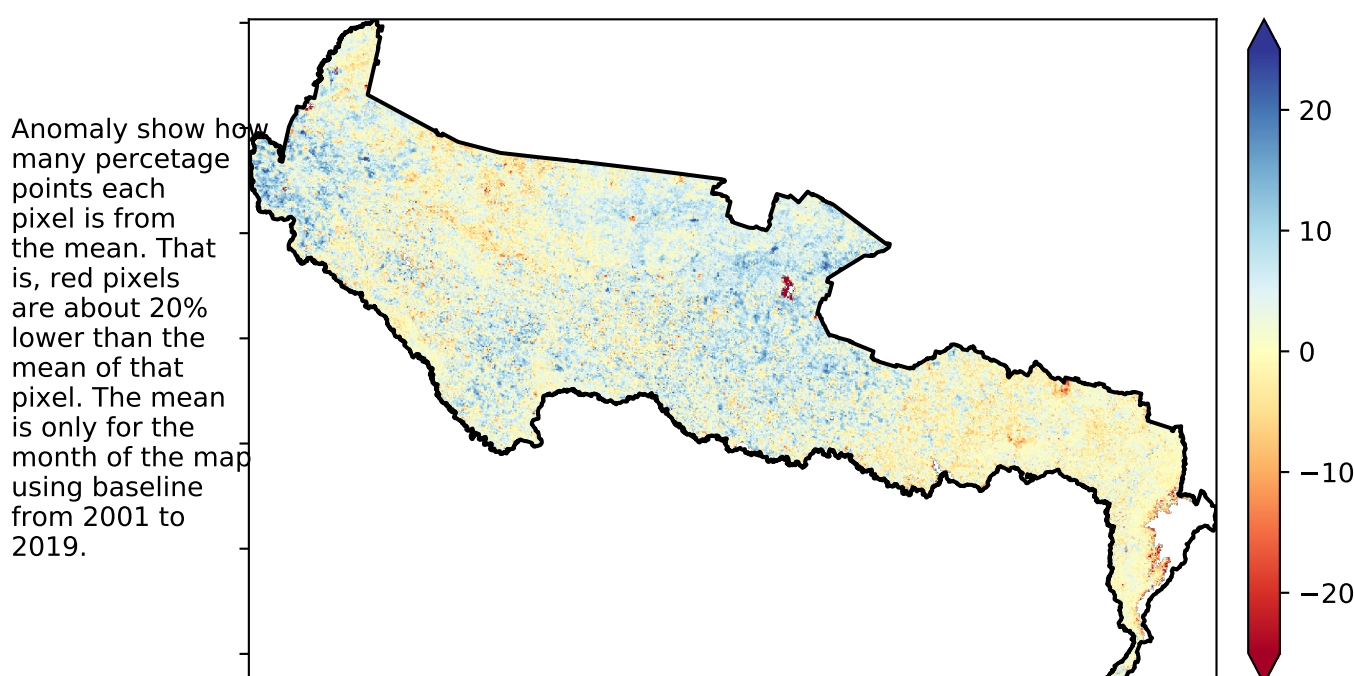 Anomaly show how
many percetage
points each
pixel is from
the mean. That
is, red pixels
are about 20%
lower than the
mean of that
pixel. The mean
is only for the
month of the map
using baseline
from 2001 to
2019.
20
10
0
−10
−20